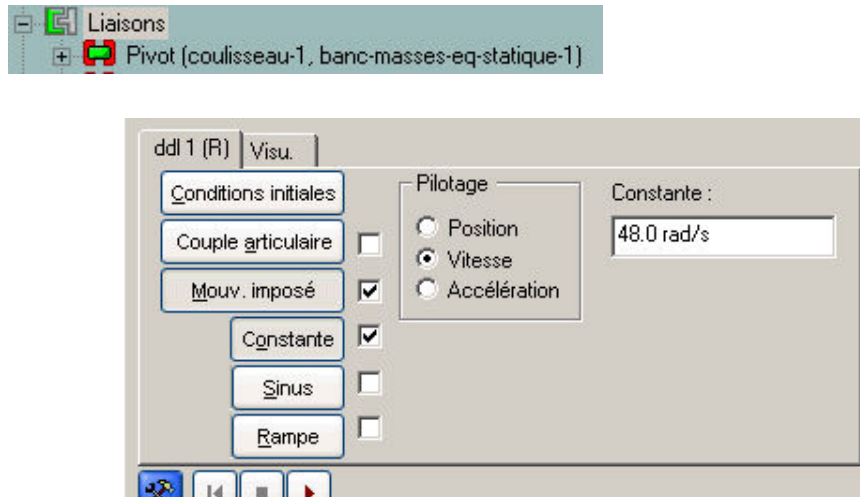 Liaisons
Pivot (coulisseau-1, banc-masses-eq-statique-1)
ddl 1 (R) Visu.
Conditions initiales
Pilotage
Constante :
Couple articulaire
Position
48.0 rad/s
Vitesse
Mouv. imposé
Accélération
Constante
Sinus
Rampe